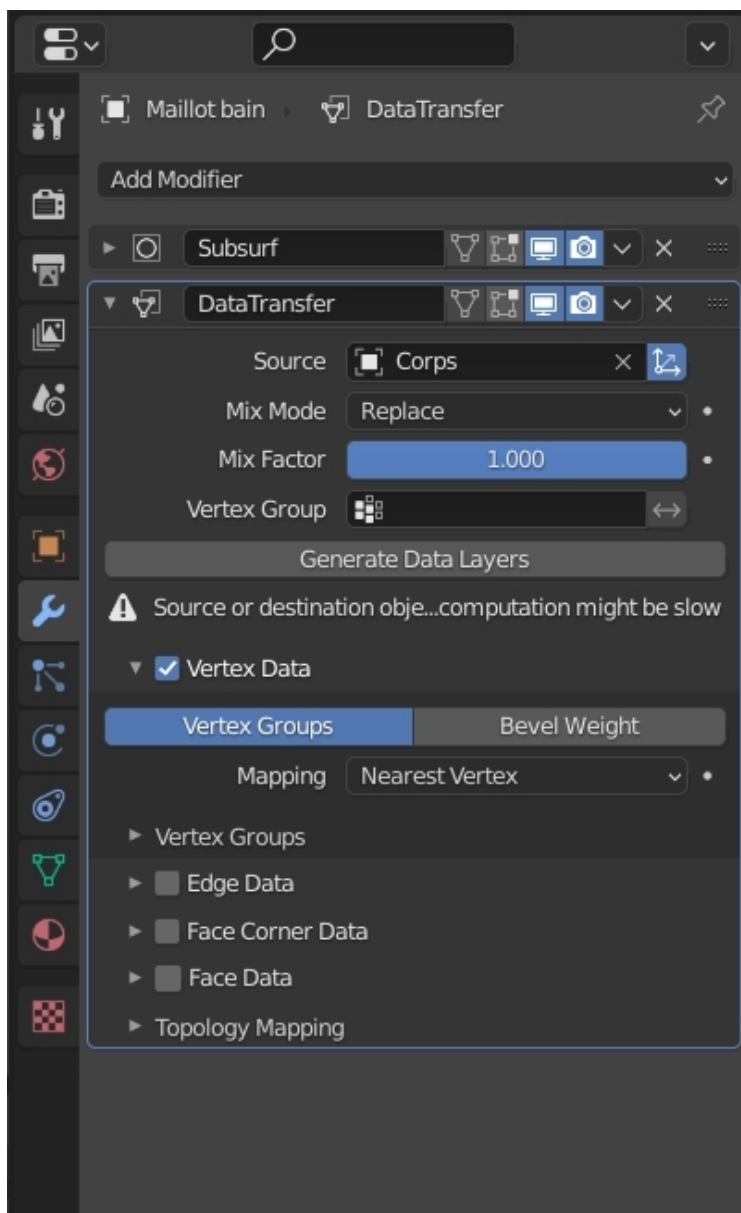 Maillot bain DataTransfer
Add Modifier
Subsurf
DataTransfer
Source Corps
Mix Mode Replace
Mix Factor 1.000
Vertex Group
Generate Data Layers
Source or destination obje...computation might be slow
Vertex Data
Vertex Groups Bevel Weight
Mapping Nearest Vertex
Vertex Groups
Edge Data
Face Corner Data
Face Data
Topology Mapping